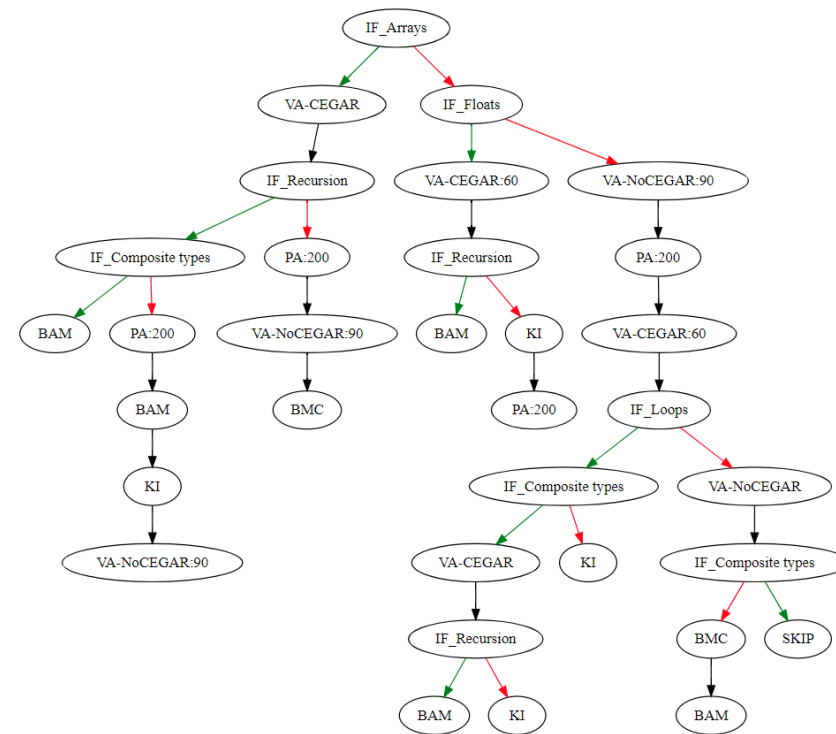 IF_Arrays
VA-CEGAR
IF_Floats
IF_Recursion
VA-CEGAR:60
VA-NoCEGAR:90
IF_Composite types
PA:200
IF_Recursion
PA:200
BAM
PA:200
VA-NoCEGAR:90
BAM
KI
VA-CEGAR:60
BAM
BMC
PA:200
IF_Loops
KI
IF_Composite types
VA-NoCEGAR
VA-NoCEGAR:90
VA-CEGAR
KI
IF_Composite types
IF_Recursion
BMC
SKIP
BAM
KI
BAM